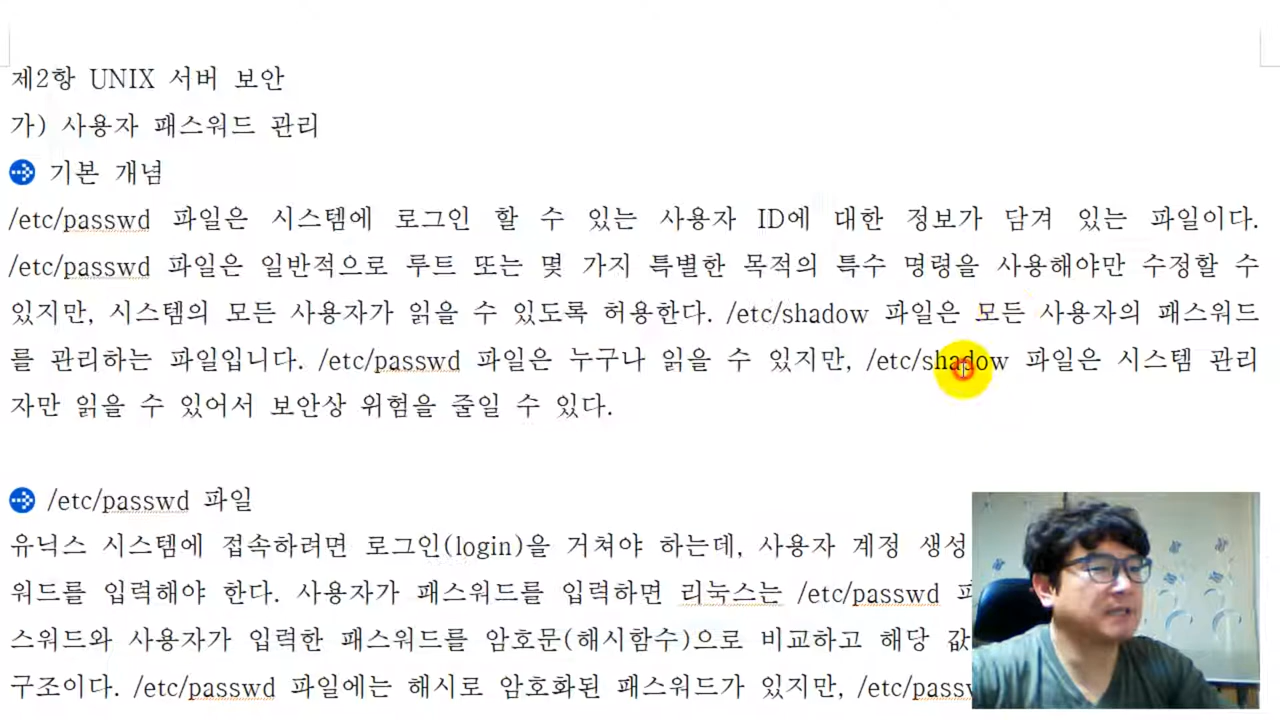 제2항 UNIX 서버 보안
가) 사용자 패스워드 관리
기본 개념
/etc/passwd 파일은 시스템에 로그인 할 수 있는 사용자 ID에 대한 정보가 담겨 있는 파일이다.
/etc/passwd 파일은 일반적으로 루트 또는 몇 가지 특별한 목적의 특수 명령을 사용해야만 수정할 수
있지만, 시스템의 모든 사용자가 읽을 수 있도록 허용한다. /etc/shadow 파일은 모든 사용자의 패스워드
를 관리하는 파일입니다. /etc/passwd 파일은 누구나 읽을 수 있지만, /etc/shadow 파일은 시스템 관리
자만 읽을 수 있어서 보안상 위험을 줄일 수 있다.
/etc/passwd 파일
유닉스 시스템에 접속하려면 로그인(login)을 거쳐야 하는데, 사용자 계정 생성
워드를 입력해야 한다. 사용자가 패스워드를 입력하면 리눅스는 /etc/passwd
스워드와 사용자가 입력한 패스워드를 암호문(해시함수)으로 비교하고 해당
구조이다. /etc/passwd 파일에는 해시로 암호화된 패스워드가 있지만,